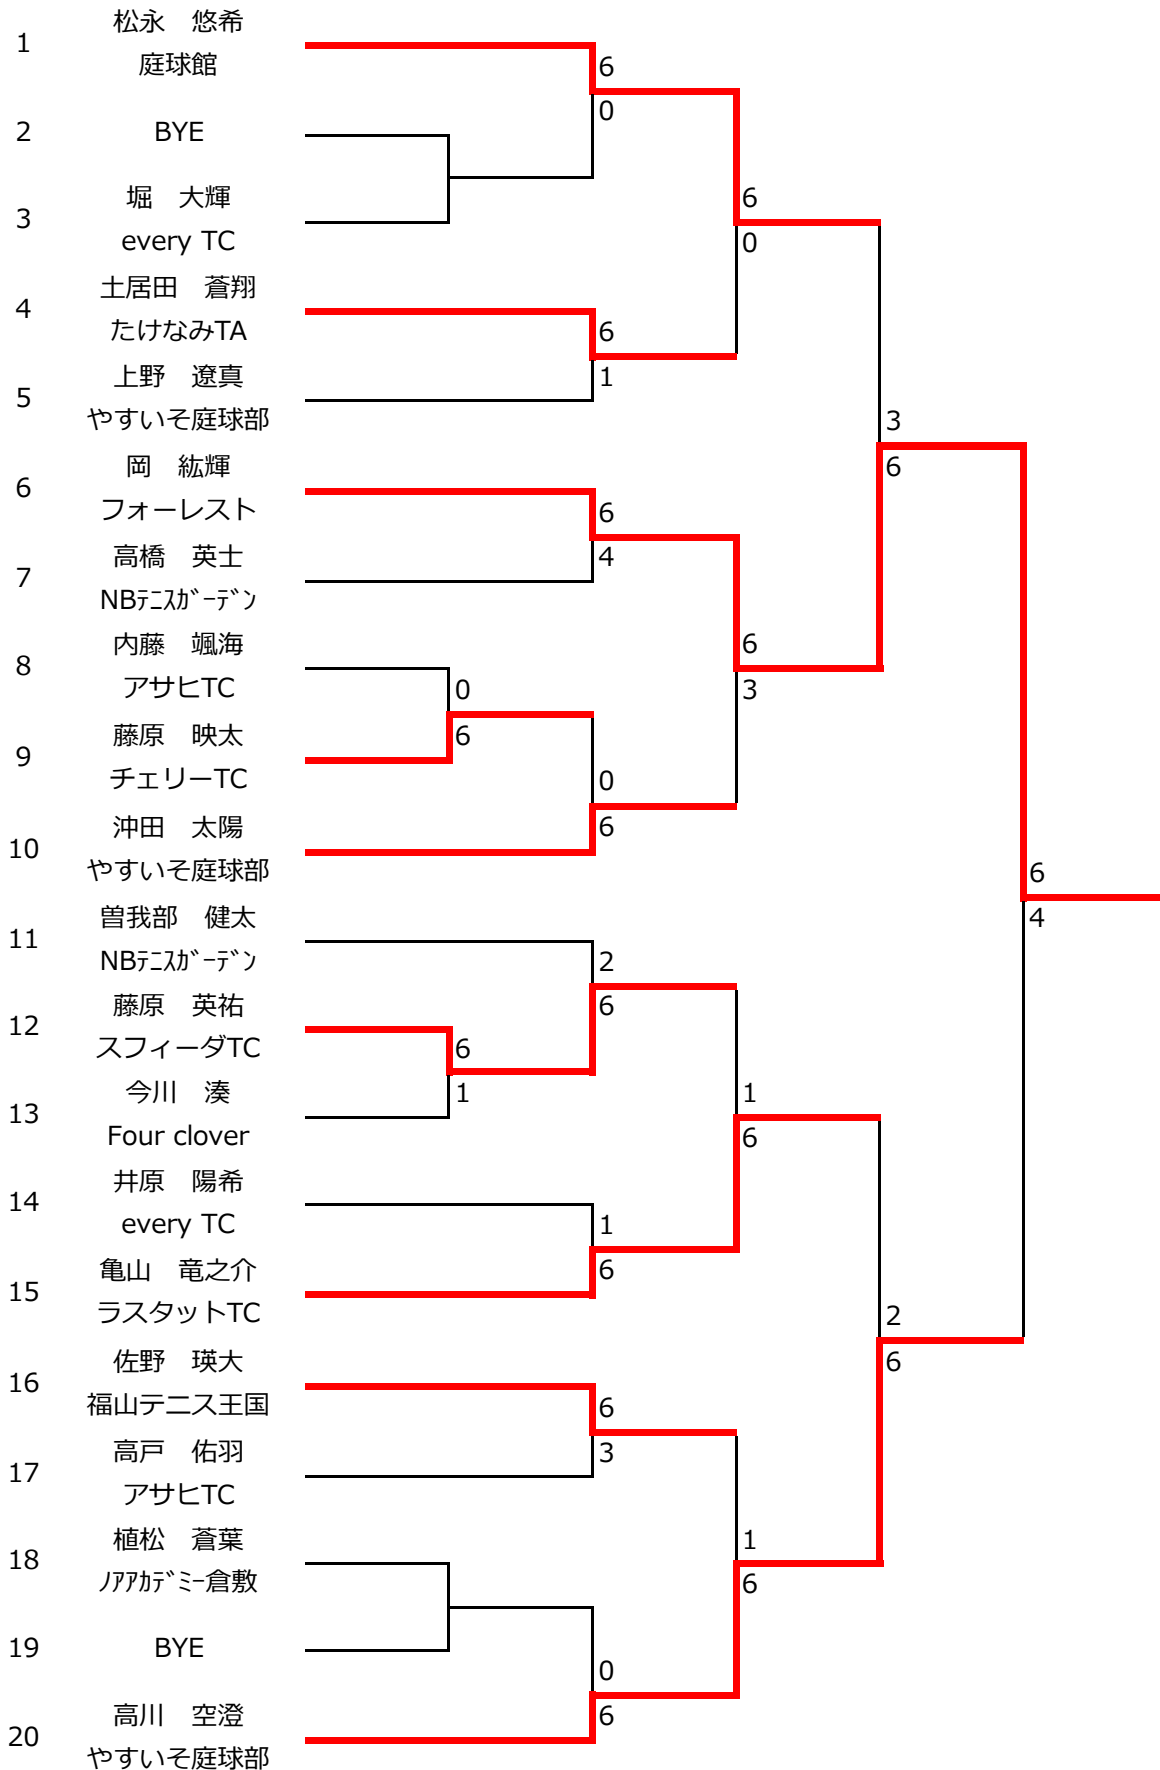 1
松永　悠希
庭球館
2
BYE
3
堀　大輝
every TC
4
土居田　蒼翔
たけなみTA
5
上野　遼真
やすいそ庭球部
6
岡　紘輝
フォーレスト
7
高橋　英士
NBﾃﾆｽｶﾞｰﾃﾞﾝ
8
内藤　颯海
アサヒTC
9
藤原　映太
チェリーTC
10
沖田　太陽
やすいそ庭球部
11
曽我部　健太
NBﾃﾆｽｶﾞｰﾃﾞﾝ
12
藤原　英祐
スフィーダTC
13
今川　湊
Four clover
14
井原　陽希
every TC
15
亀山　竜之介
ラスタットTC
16
佐野　瑛大
福山テニス王国
17
高戸　佑羽
アサヒTC
18
植松　蒼葉
ﾉｱｱｶﾃﾞﾐｰ倉敷
19
BYE
20
高川　空澄
やすいそ庭球部
0
6
6
1
6
0
6
1
6
4
0
6
2
6
1
6
6
3
0
6
6
0
6
3
1
6
1
6
3
6
2
6
6
4